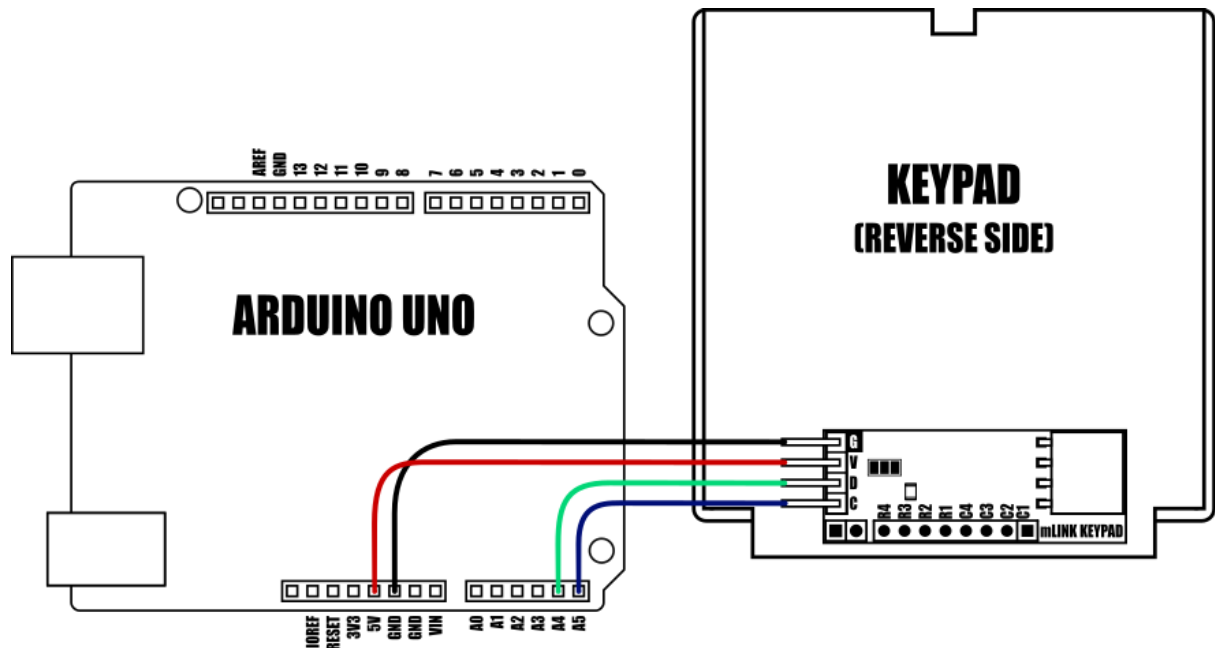 KEYPAD
(REVERSE SIDE)
AREF
GND
13
12
11
10
9
8
7
6
5
4
3
2
1
0
ARDUINO UNO
G
V
D
C
R4
R3
R2
R1
C4
C3
C2
C1
mLINK KEYPAD
IOREF
RESET
3V3
5V
GND
GND
VIN
A0
A1
A2
A3
A4
A5